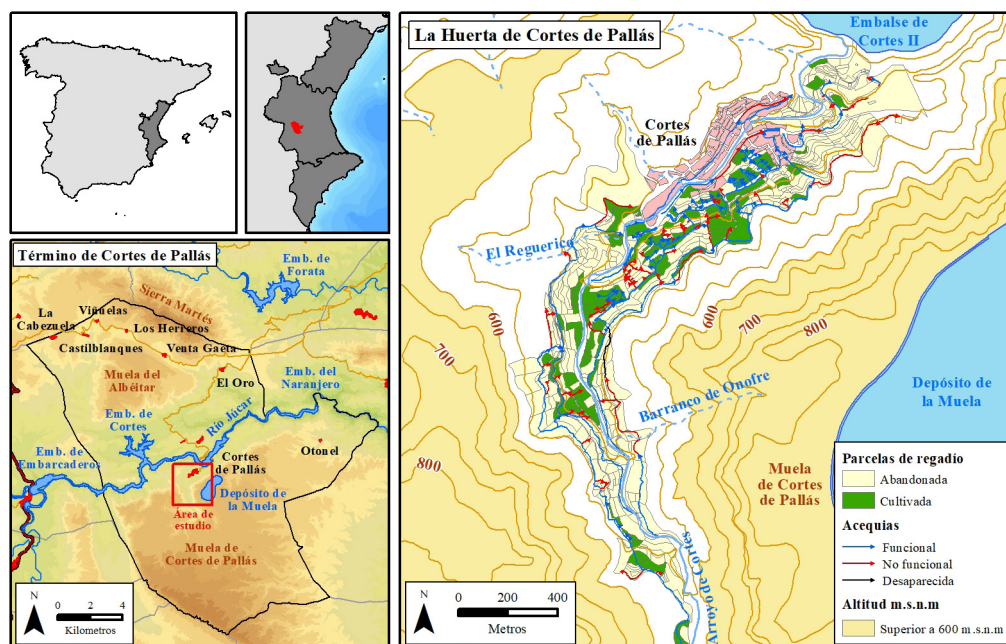 Término de Cortes de Pallás
Emb. de
Forata
Sierra Martés
La
Cabezuela
Viñuelas
Los Herreros
Castilblanques
Venta Gaeta
Muela del
Albéitar
El Oro
Emb. del
Naranjero
Emb. de
Cortes
Río Júcar
Otonel
Emb. de
Embarcaderos
Cortes
de Pallás
Depósito de
la Muela
Área de
estudio
Muela de
Cortes de Pallás
N
0 2 4
Kilometros
La Huerta de Cortes de Pallás
Embalse de
Cortes II
Cortes
de Pallás
El Reguerico
600
700
800
600
700
800
Barranco de Onofre
Depósito de
la Muela
Muela
de Cortes
de Pallás
Arroyo de Cortes
N
0 200 400
Metros
Parcelas de regadío
Abandonada
Cultivada
Acequias
Funcional
No funcional
Desaparecida
Altitud m.s.n.m
Superior a 600 m.s.n.m